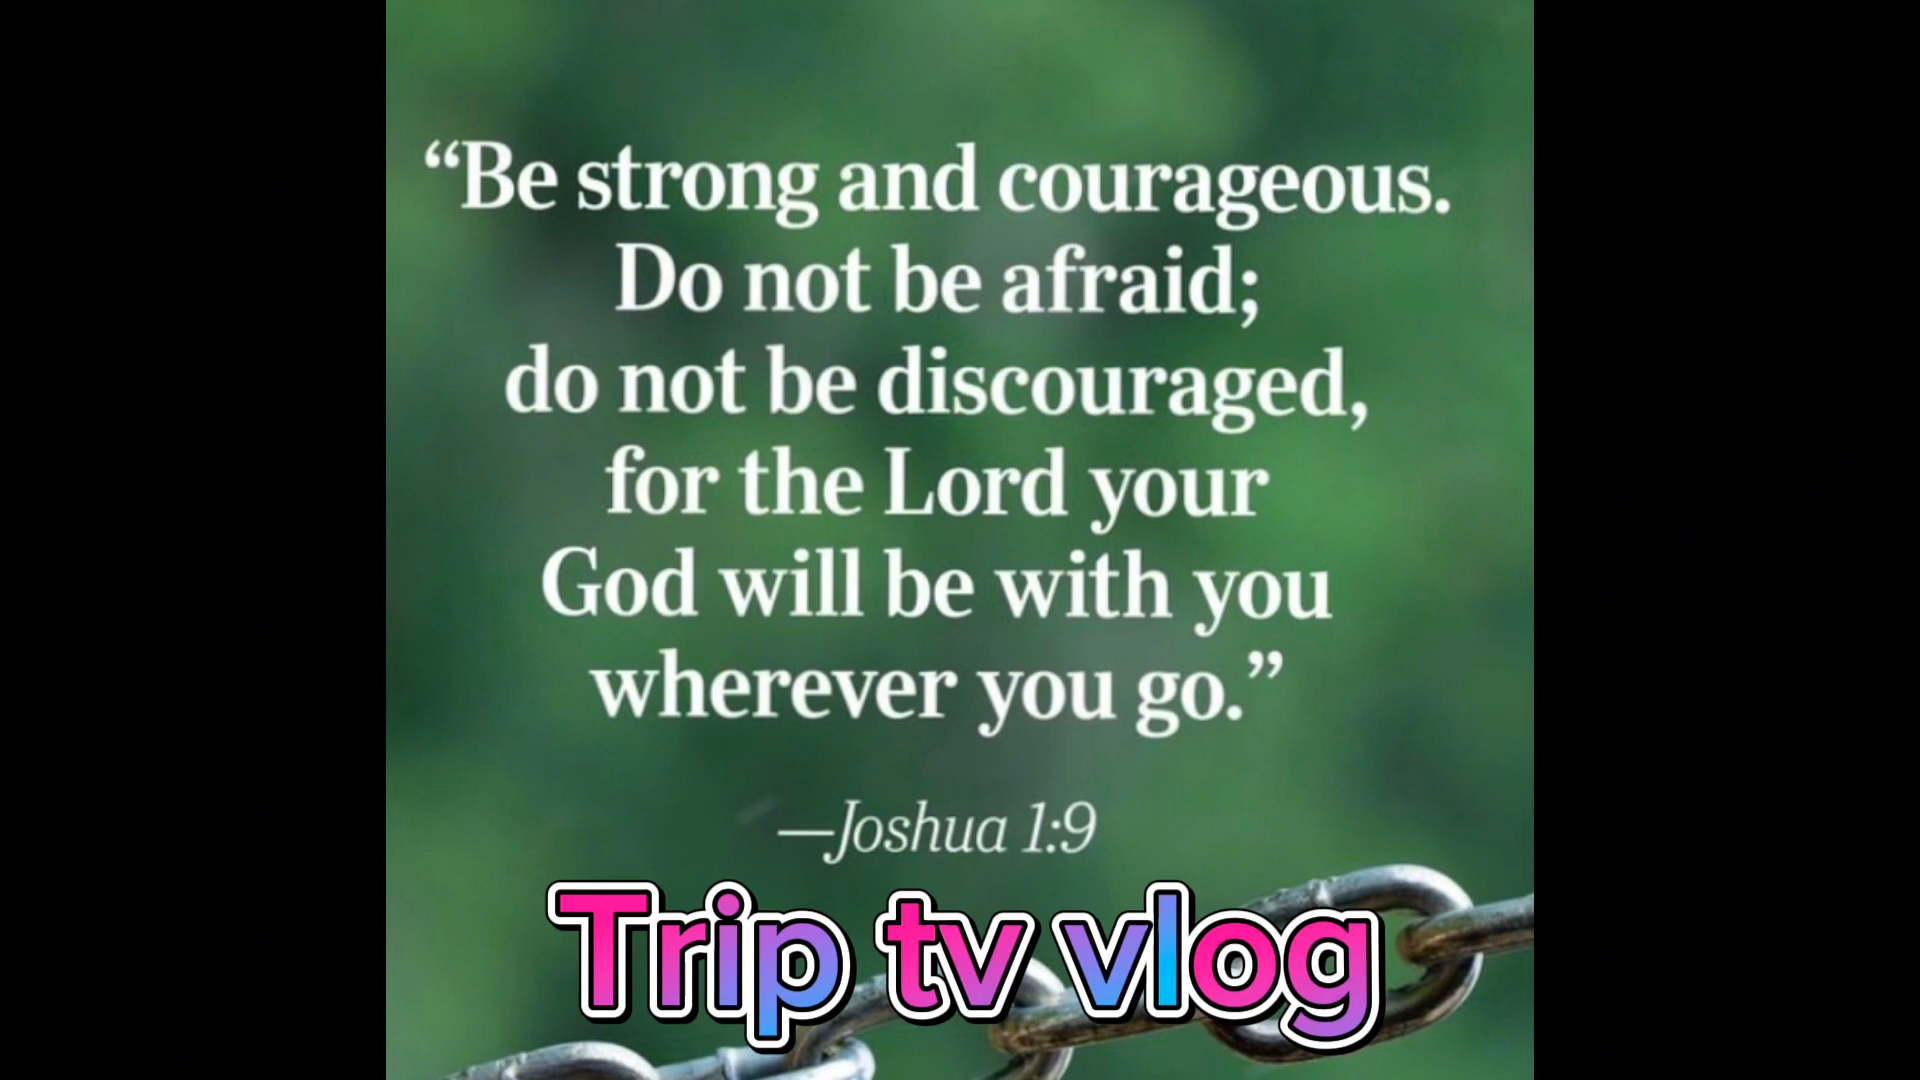 “Be strong and courageous.
Do not be afraid;
do not be discouraged,
for the Lord your
God will be with you
wherever you go.”
—Joshua 1:9
Trip tv vlog